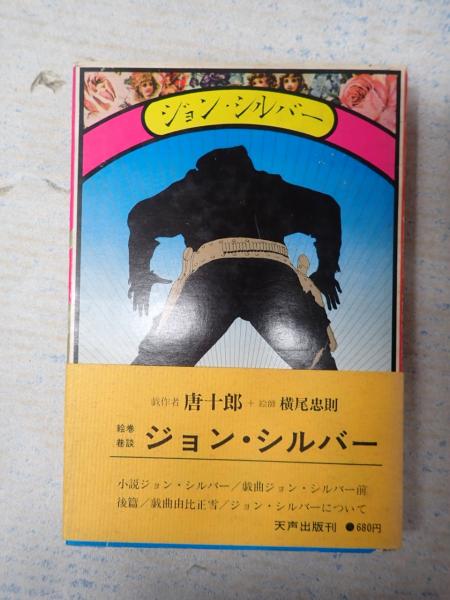 ジョン・シルバー
戯作者 唐十郎 + 絵師 横尾忠則
絵巻
巷談
ジョン・シルバー
小説ジョン・シルバー/戯曲ジョン・シルバー前
後篇/戯曲由比正雪/ジョン・シルバーについて
天声出版刊 ●680円